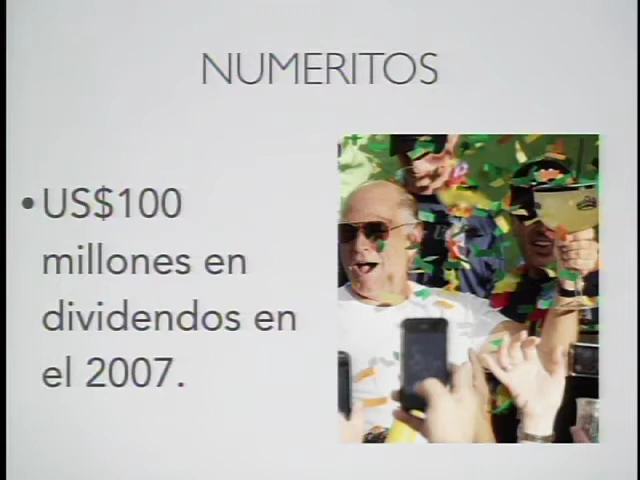 NUMERITOS
•US$100
millones en
dividendos en
el 2007.